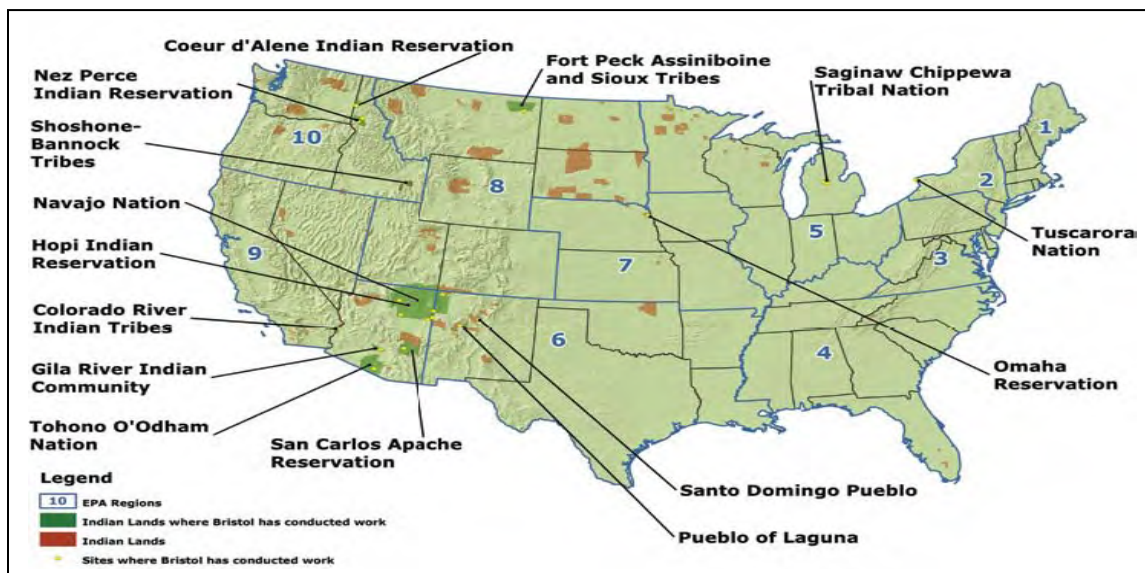 Coeur d'Alene Indian Reservation
Nez Perce
Indian Reservation
Shoshone-
Bannock
Tribes
Navajo Nation
Hopi Indian
Reservation
Colorado River
Indian Tribes
Gila River Indian
Community
Tohono O'Odham
Nation
San Carlos Apache
Reservation
Fort Peck Assiniboine
and Sioux Tribes
Saginaw Chippewa
Tribal Nation
Tuscarora
Nation
Omaha
Reservation
Santo Domingo Pueblo
Pueblo of Laguna
10
8
9
7
6
5
4
3
2
1
Legend
10 EPA Regions
Indian Lands where Bristol has conducted work
Indian Lands
Sites where Bristol has conducted work